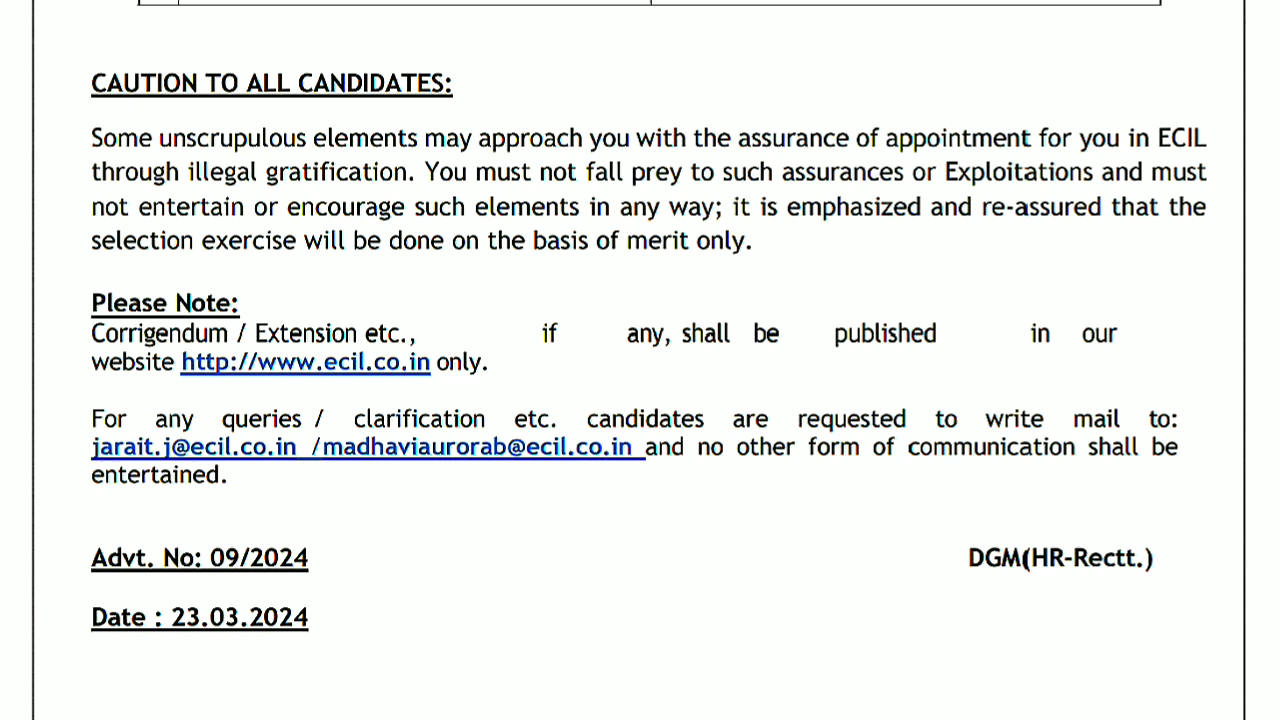 CAUTION TO ALL CANDIDATES:
Some unscrupulous elements may approach you with the assurance of appointment for you in ECIL
through illegal gratification. You must not fall prey to such assurances or Exploitations and must
not entertain or encourage such elements in any way; it is emphasized and re-assured that the
selection exercise will be done on the basis of merit only.
Please Note:
Corrigendum / Extension etc., if any, shall be published in our
website http://www.ecil.co.in only.
For any queries / clarification etc. candidates are requested to write mail to:
jarait.j@ecil.co.in /madhaviaurorab@ecil.co.in and no other form of communication shall be
entertained.
Advt. No: 09/2024 DGM(HR-Rectt.)
Date : 23.03.2024